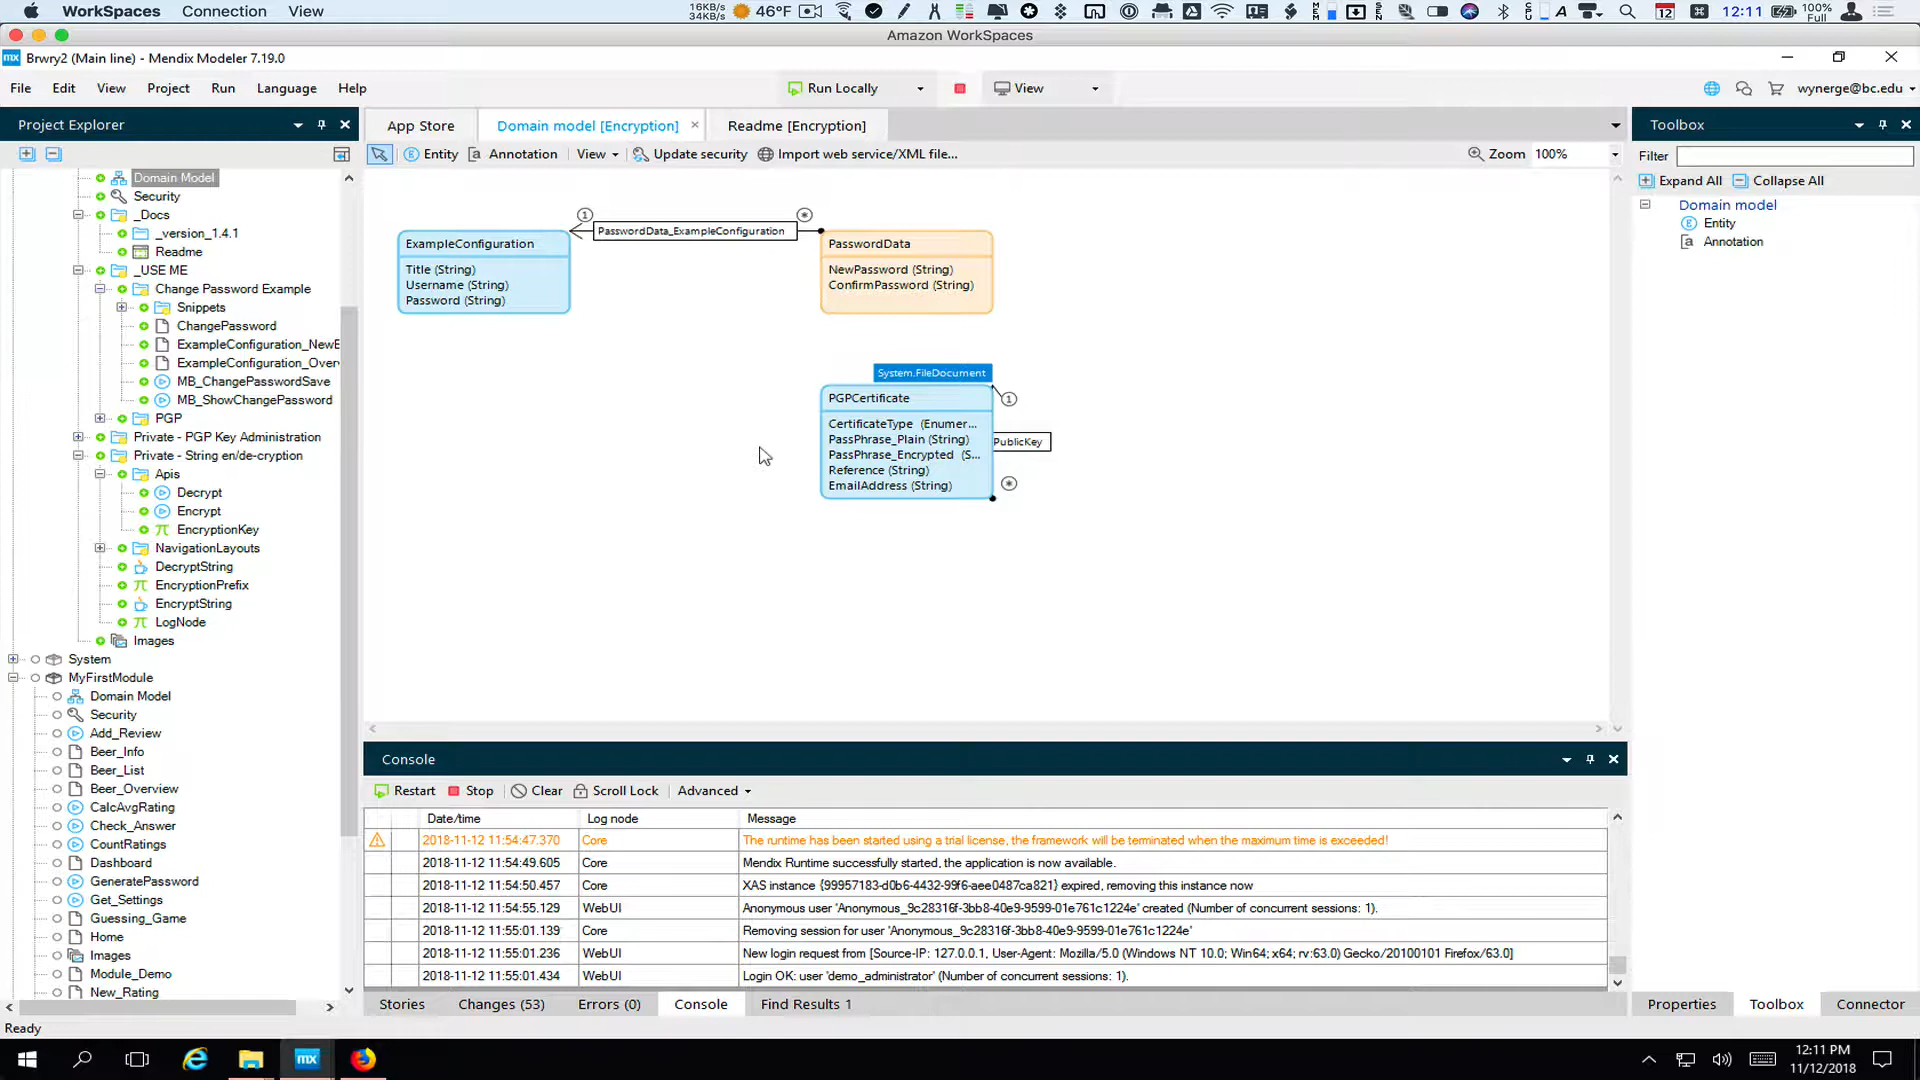 WorkSpaces Connection View
16KB/s
34KB/s
46°F
12
12:11
100%
Full
Amazon WorkSpaces
mx Brwry2 (Main line) - Mendix Modeler 7.19.0
File Edit View Project Run Language Help
Run Locally
View
wynerge@bc.edu
Project Explorer
App Store
Domain model [Encryption]
Readme [Encryption]
Toolbox
Entity
Annotation
View
Update security
Import web service/XML file...
Zoom 100%
Filter
Expand All Collapse All
Domain model
Entity
Annotation
Domain Model
Security
_Docs
_version_1.4.1
Readme
_USE ME
Change Password Example
Snippets
ChangePassword
ExampleConfiguration_NewE
ExampleConfiguration_Over
MB_ChangePasswordSave
MB_ShowChangePassword
PGP
Private - PGP Key Administration
Private - String en/de-cryption
Apis
Decrypt
Encrypt
EncryptionKey
NavigationLayouts
DecryptString
EncryptionPrefix
EncryptString
LogNode
Images
System
MyFirstModule
Domain Model
Security
Add_Review
Beer_Info
Beer_List
Beer_Overview
CalcAvgRating
Check_Answer
CountRatings
Dashboard
GeneratePassword
Get_Settings
Guessing_Game
Home
Images
Module_Demo
New_Rating
1
*
PasswordData_ExampleConfiguration
ExampleConfiguration
Title (String)
Username (String)
Password (String)
PasswordData
NewPassword (String)
ConfirmPassword (String)
System.FileDocument
PGPCertificate
CertificateType (Enumer...
PassPhrase_Plain (String)
PassPhrase_Encrypted (S...
Reference (String)
EmailAddress (String)
1
PublicKey
*
Console
Restart Stop Clear Scroll Lock Advanced
Date/time Log node Message
2018-11-12 11:54:47.370 Core The runtime has been started using a trial license, the framework will be terminated when the maximum time is exceeded!
2018-11-12 11:54:49.605 Core Mendix Runtime successfully started, the application is now available.
2018-11-12 11:54:50.457 Core XAS instance {99957183-d0b6-4432-99f6-aee0487ca821} expired, removing this instance now
2018-11-12 11:54:55.129 WebUI Anonymous user 'Anonymous_9c28316f-3bb8-40e9-9599-01e761c1224e' created (Number of concurrent sessions: 1).
2018-11-12 11:55:01.139 Core Removing session for user 'Anonymous_9c28316f-3bb8-40e9-9599-01e761c1224e'
2018-11-12 11:55:01.236 WebUI New login request from [Source-IP: 127.0.0.1, User-Agent: Mozilla/5.0 (Windows NT 10.0; Win64; x64; rv:63.0) Gecko/20100101 Firefox/63.0]
2018-11-12 11:55:01.434 WebUI Login OK: user 'demo_administrator' (Number of concurrent sessions: 1).
Stories Changes (53) Errors (0) Console Find Results 1
Properties Toolbox Connector
Ready
mx
12:11 PM
11/12/2018